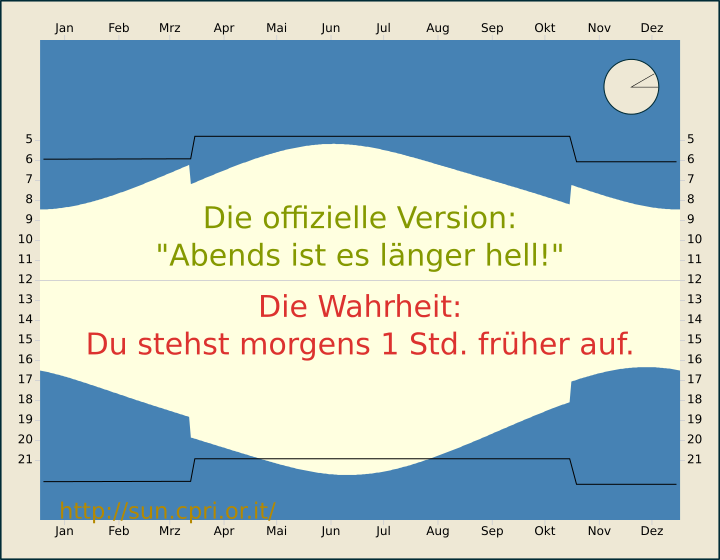 Jan Feb Mrz Apr Mai Jun Jul Aug Sep Okt Nov Dez
5 5
6 6
7 7
8 8
Die offizielle Version:
9 9
10 10
"Abends ist es länger hell!"
11 11
12 12
Die Wahrheit:
13 13
14 14
Du stehst morgens 1 Std. früher auf.
15 15
16 16
17 17
18 18
19 19
20 20
21 21
http://sun.cpri.or.it/
Jan Feb Mrz Apr Mai Jun Jul Aug Sep Okt Nov Dez